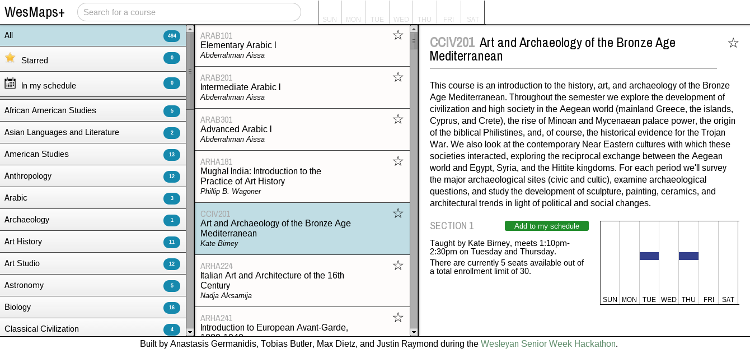 WesMaps+
Search for a course
SUN MON TUE WED THU FRI SAT
All 494
Starred 0
In my schedule 0
African American Studies 5
Asian Languages and Literature 2
American Studies 13
Anthropology 12
Arabic 3
Archaeology 1
Art History 11
Art Studio 12
Astronomy 5
Biology 16
Classical Civilization 4
ARAB101
Elementary Arabic I
Abderrahman Aissa
ARAB201
Intermediate Arabic I
Abderrahman Aissa
ARAB301
Advanced Arabic I
Abderrahman Aissa
ARHA181
Mughal India: Introduction to the
Practice of Art History
Phillip B. Wagoner
CCIV201
Art and Archaeology of the Bronze Age
Mediterranean
Kate Birney
ARHA224
Italian Art and Architecture of the 16th
Century
Nadja Aksamija
ARHA241
Introduction to European Avant-Garde,
CCIV201 Art and Archaeology of the Bronze Age
Mediterranean
This course is an introduction to the history, art, and archaeology of the Bronze
Age Mediterranean. Throughout the semester we explore the development of
civilization and high society in the Aegean world (mainland Greece, the islands,
Cyprus, and Crete), the rise of Minoan and Mycenaean palace power, the origin
of the biblical Philistines, and, of course, the historical evidence for the Trojan
War. We also look at the contemporary Near Eastern cultures with which these
societies interacted, exploring the reciprocal exchange between the Aegean
world and Egypt, Syria, and the Hittite kingdoms. For each period we'll survey
the major archaeological sites (civic and cultic), examine archaeological
questions, and study the development of sculpture, painting, ceramics, and
architectural trends in light of political and social changes.
SECTION 1 Add to my schedule
Taught by Kate Birney, meets 1:10pm-
2:30pm on Tuesday and Thursday.
There are currently 5 seats available out of
a total enrollment limit of 30.
SUN MON TUE WED THU FRI SAT
Built by Anastasis Germanidis, Tobias Butler, Max Dietz, and Justin Raymond during the Wesleyan Senior Week Hackathon.